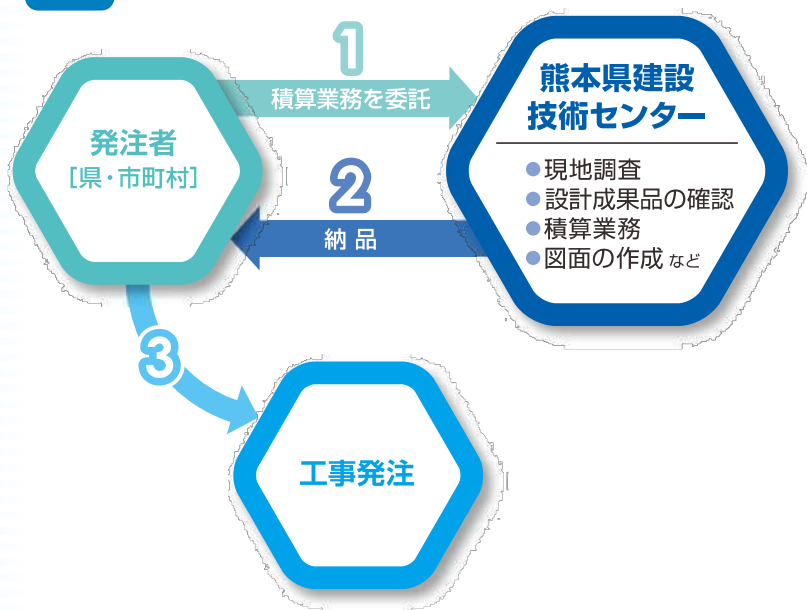 1
積算業務を委託
発注者
[県・市町村]
2
納品
熊本県建設
技術センター
●現地調査
●設計成果品の確認
●積算業務
●図面の作成 など
3
工事発注